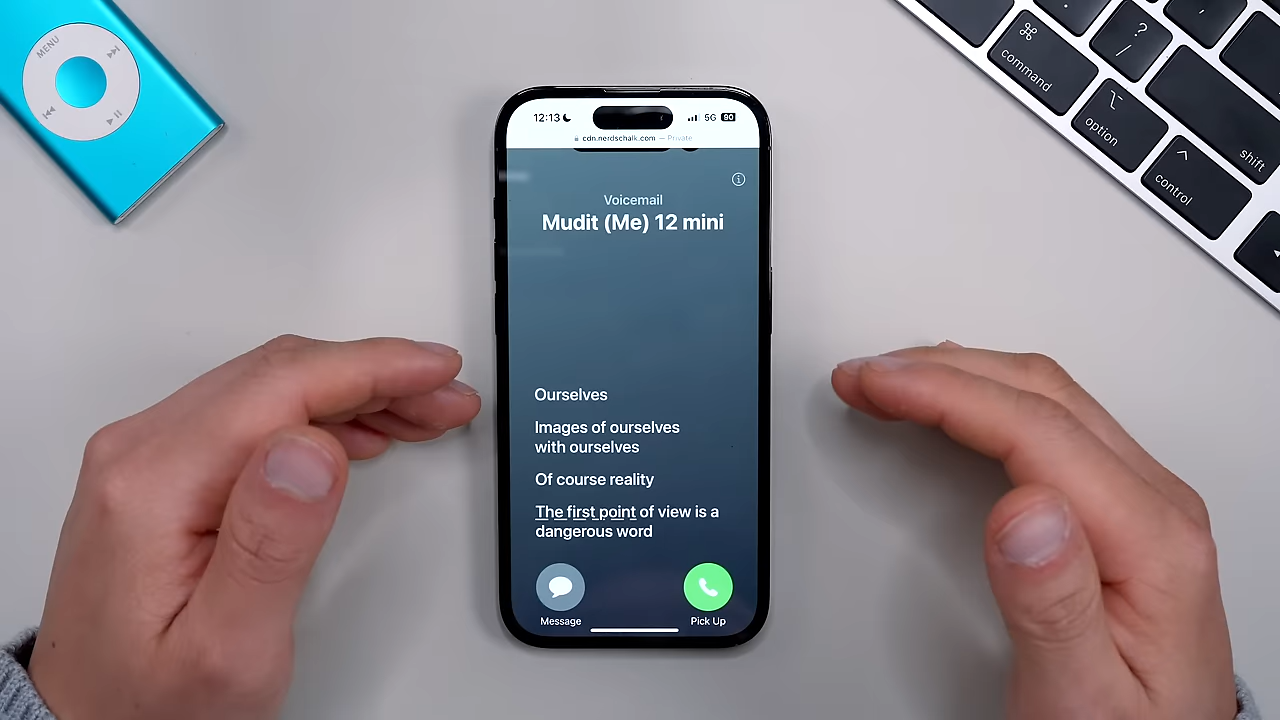 MENU
12:13
5G 60
cdn.nerdschalk.com — Private
Voicemail
Mudit (Me) 12 mini
Ourselves
Images of ourselves
with ourselves
Of course reality
The first point of view is a
dangerous word
Message
Pick Up
⌘
command
⌥
option
^
control
?
/
shift